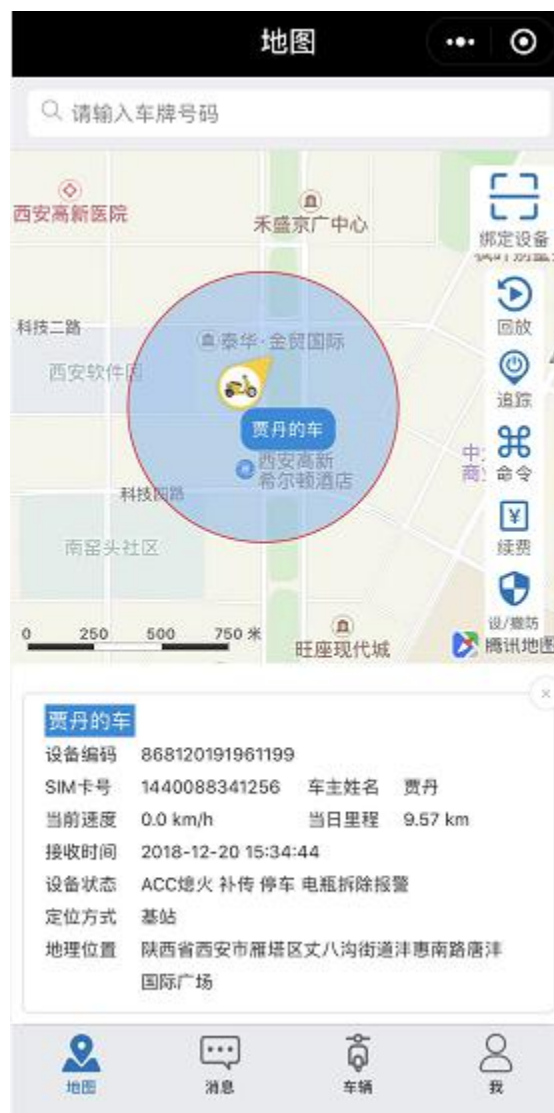 地图
请输入车牌号码
西安高新医院
禾盛京广中心
绑定设备
科技二路
泰华·金贸国际
回放
西安软件园
追踪
贾丹的车
西安高新
希尔顿酒店
中
商
命令
科技四路
南窑头社区
续费
0 250 500 750 米
旺座现代城
设/撤防
腾讯地图
贾丹的车
设备编码 868120191961199
SIM卡号 1440088341256 车主姓名 贾丹
当前速度 0.0 km/h 当日里程 9.57 km
接收时间 2018-12-20 15:34:44
设备状态 ACC熄火 补传 停车 电瓶拆除报警
定位方式 基站
地理位置 陕西省西安市雁塔区丈八沟街道沣惠南路唐沣
国际广场
地图 消息 车辆 我